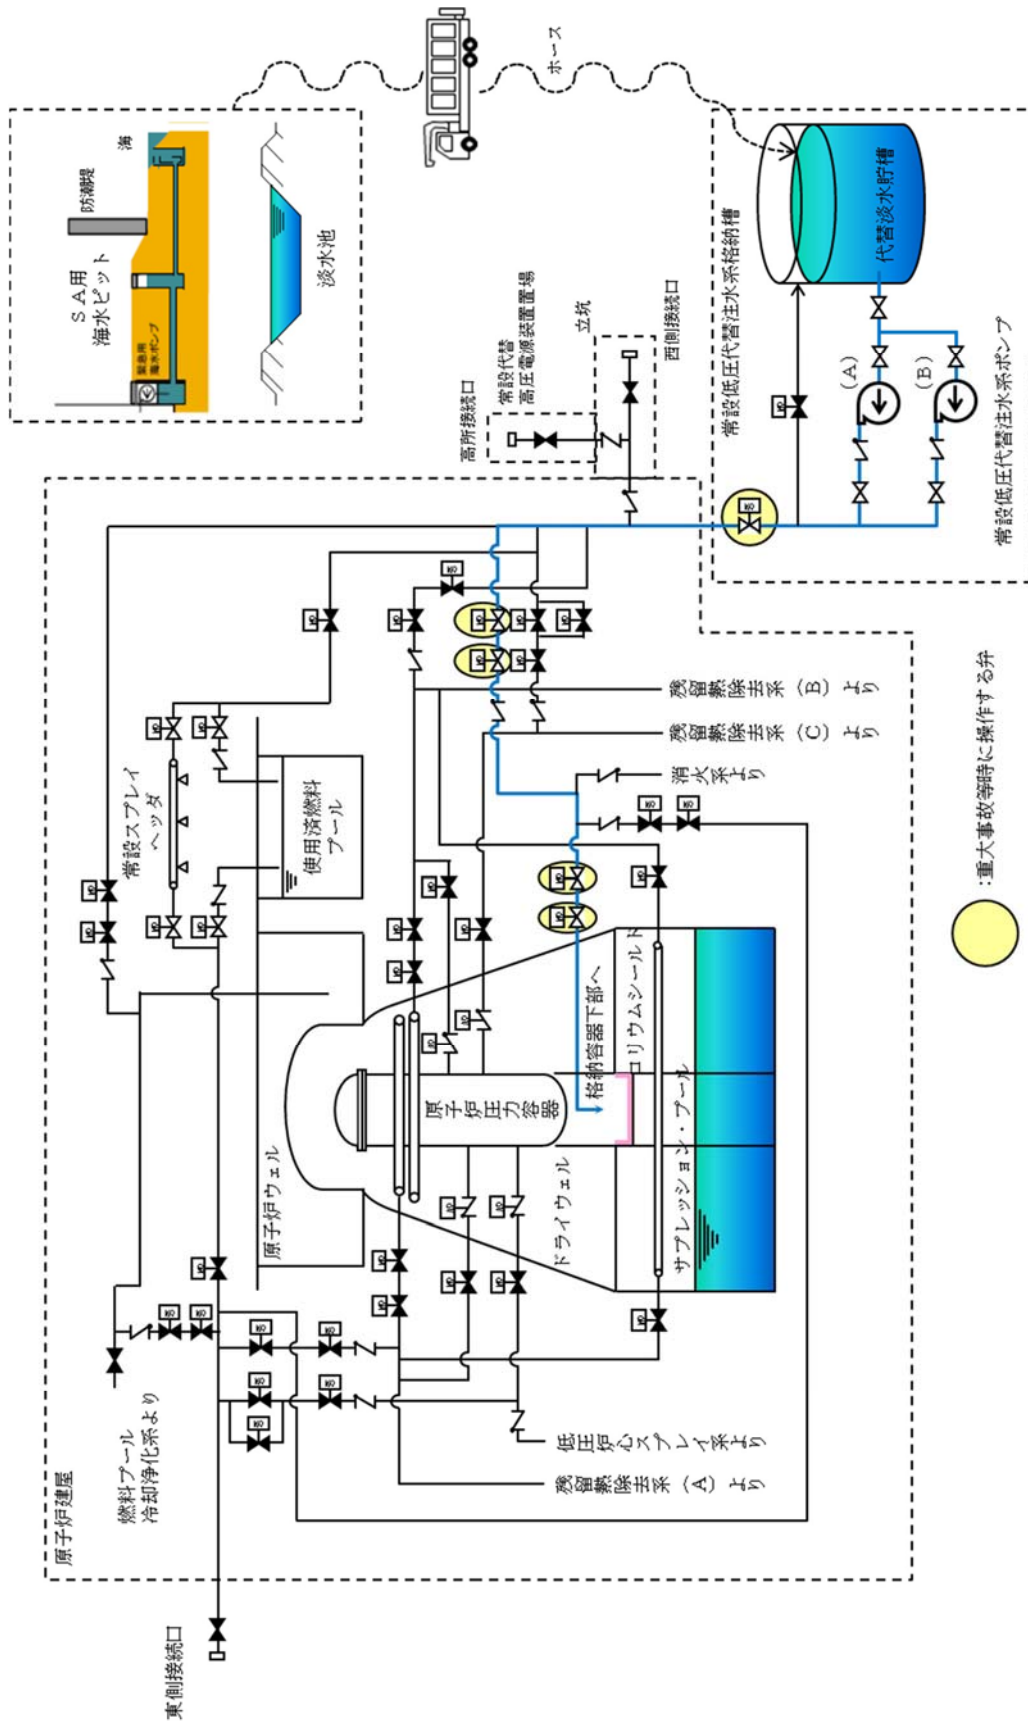 東側接続口
原子炉建屋
燃料プール
冷却浄化系より
原子炉ウェル
常設スプレイ
ヘッダ
使用済燃料
プール
原子炉圧力容器
ドライウェル
格納容器下部へ
コリウムシールド
サプレッション・プール
低圧炉心スプレイ系より
残留熱除去系（A）より
残留熱除去系（B）より
残留熱除去系（C）より
消火系より
高所接続口
常設代替
高圧電源装置置場
立坑
西側接続口
ＳＡ用
海水ピット
緊急用
海水ポンプ
防潮堤
海
淡水池
ホース
常設低圧代替注水系格納槽
代替淡水貯槽
(A)
(B)
常設低圧代替注水系ポンプ
:重大事故等時に操作する弁